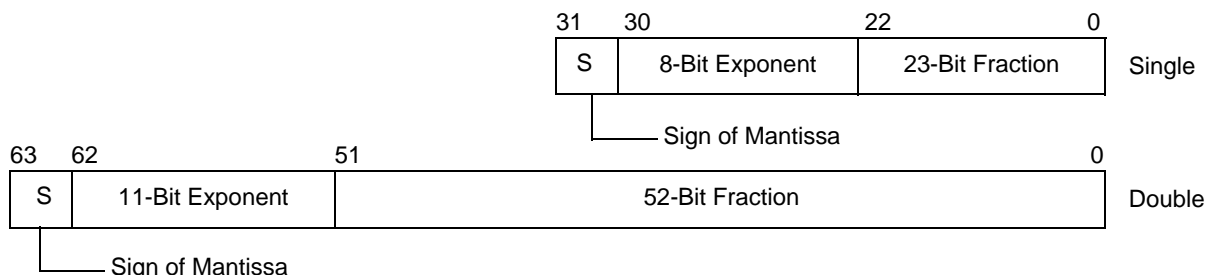 31 30 22 0
S 8-Bit Exponent 23-Bit Fraction Single
Sign of Mantissa
63 62 51 0
S 11-Bit Exponent 52-Bit Fraction Double
Sign of Mantissa